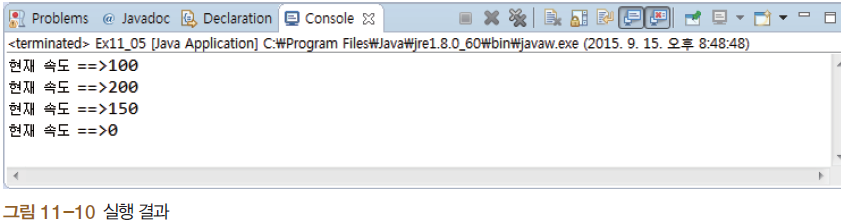 Problems @ Javadoc Declaration Console
<terminated> Ex11_05 [Java Application] C:₩Program Files₩Java₩jre1.8.0_60₩bin₩javaw.exe (2015. 9. 15. 오후 8:48:48)
현재 속도 ==>100
현재 속도 ==>200
현재 속도 ==>150
현재 속도 ==>0
그림 11-10 실행 결과